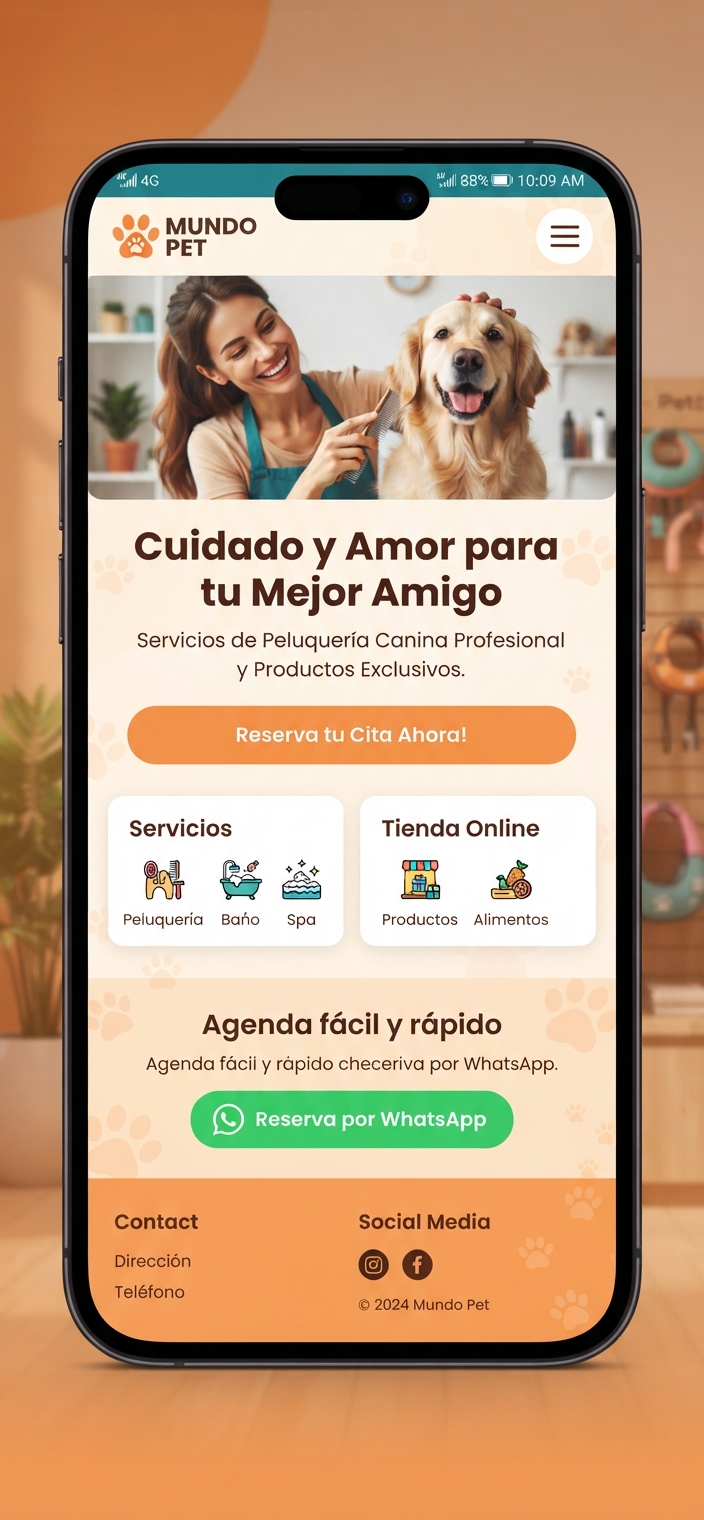 4G
88% 10:09 AM
MUNDO
PET
Cuidado y Amor para
tu Mejor Amigo
Servicios de Peluquería Canina Profesional
y Productos Exclusivos.
Reserva tu Cita Ahora!
Servicios
Peluquería Baño Spa
Tienda Online
Productos Alimentos
Agenda fácil y rápido
Agenda fácii y rápido checeriva por WhatsApp.
Reserva por WhatsApp
Contact
Dirección
Teléfono
Social Media
© 2024 Mundo Pet